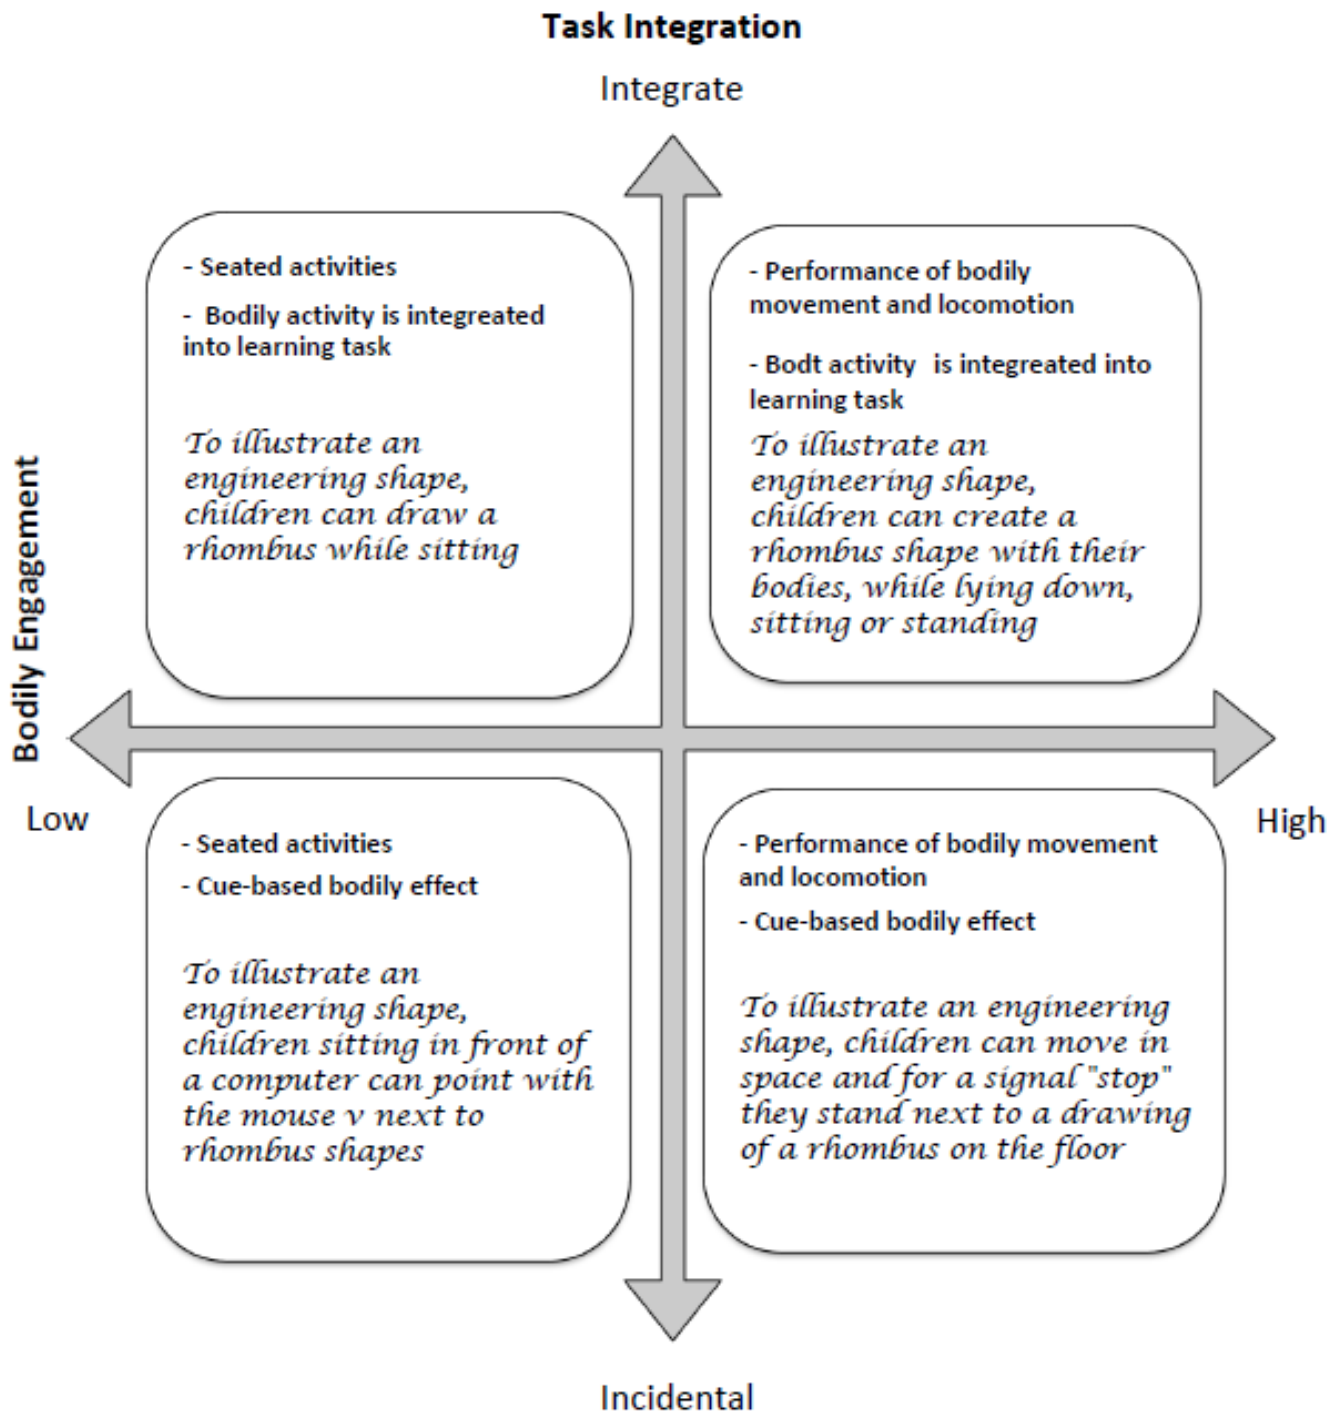 Task Integration
Integrate
- Seated activities
- Bodily activity is integreated
into learning task
To illustrate an
engineering shape,
children can draw a
rhombus while sitting
- Performance of bodily
movement and locomotion
- Bodt activity is integreated into
learning task
To illustrate an
engineering shape,
children can create a
rhombus shape with their
bodies, while lying down,
sitting or standing
Bodily Engagement
Low
High
- Seated activities
- Cue-based bodily effect
To illustrate an
engineering shape,
children sitting in front of
a computer can point with
the mouse v next to
rhombus shapes
- Performance of bodily movement
and locomotion
- Cue-based bodily effect
To illustrate an engineering
shape, children can move in
space and for a signal "stop"
they stand next to a drawing
of a rhombus on the floor
Incidental